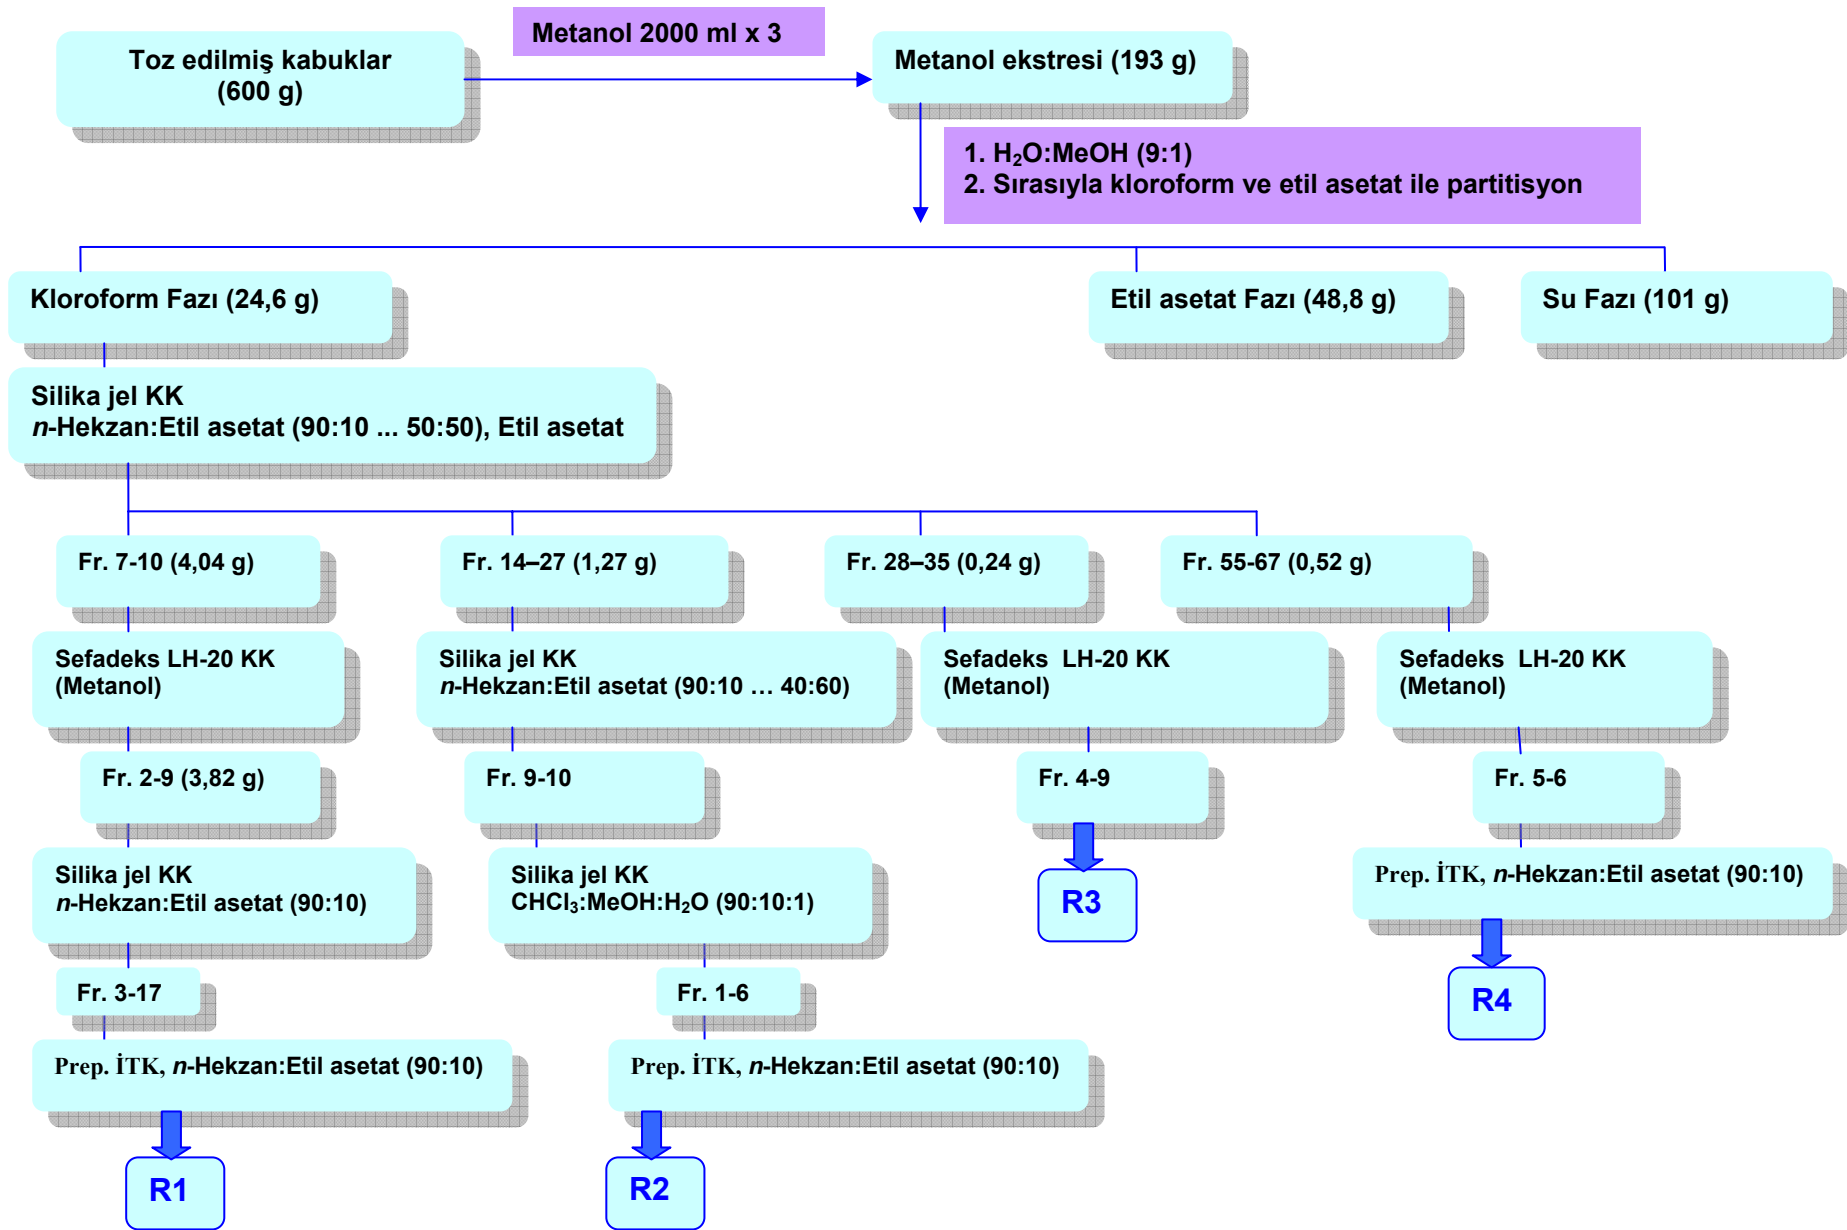 Metanol 2000 ml x 3
Toz edilmiş kabuklar
(600 g)
Metanol ekstresi (193 g)
1. H₂O:MeOH (9:1)
2. Sırasıyla kloroform ve etil asetat ile partitisyon
Kloroform Fazı (24,6 g)
Etil asetat Fazı (48,8 g)
Su Fazı (101 g)
Silika jel KK
n-Hekzan:Etil asetat (90:10 ... 50:50), Etil asetat
Fr. 7-10 (4,04 g)
Fr. 14–27 (1,27 g)
Fr. 28–35 (0,24 g)
Fr. 55-67 (0,52 g)
Sefadeks LH-20 KK
(Metanol)
Silika jel KK
n-Hekzan:Etil asetat (90:10 … 40:60)
Sefadeks LH-20 KK
(Metanol)
Sefadeks LH-20 KK
(Metanol)
Fr. 2-9 (3,82 g)
Fr. 9-10
Fr. 4-9
Fr. 5-6
Silika jel KK
n-Hekzan:Etil asetat (90:10)
Silika jel KK
CHCl₃:MeOH:H₂O (90:10:1)
R3
Prep. İTK, n-Hekzan:Etil asetat (90:10)
Fr. 3-17
Fr. 1-6
R4
Prep. İTK, n-Hekzan:Etil asetat (90:10)
Prep. İTK, n-Hekzan:Etil asetat (90:10)
R1
R2